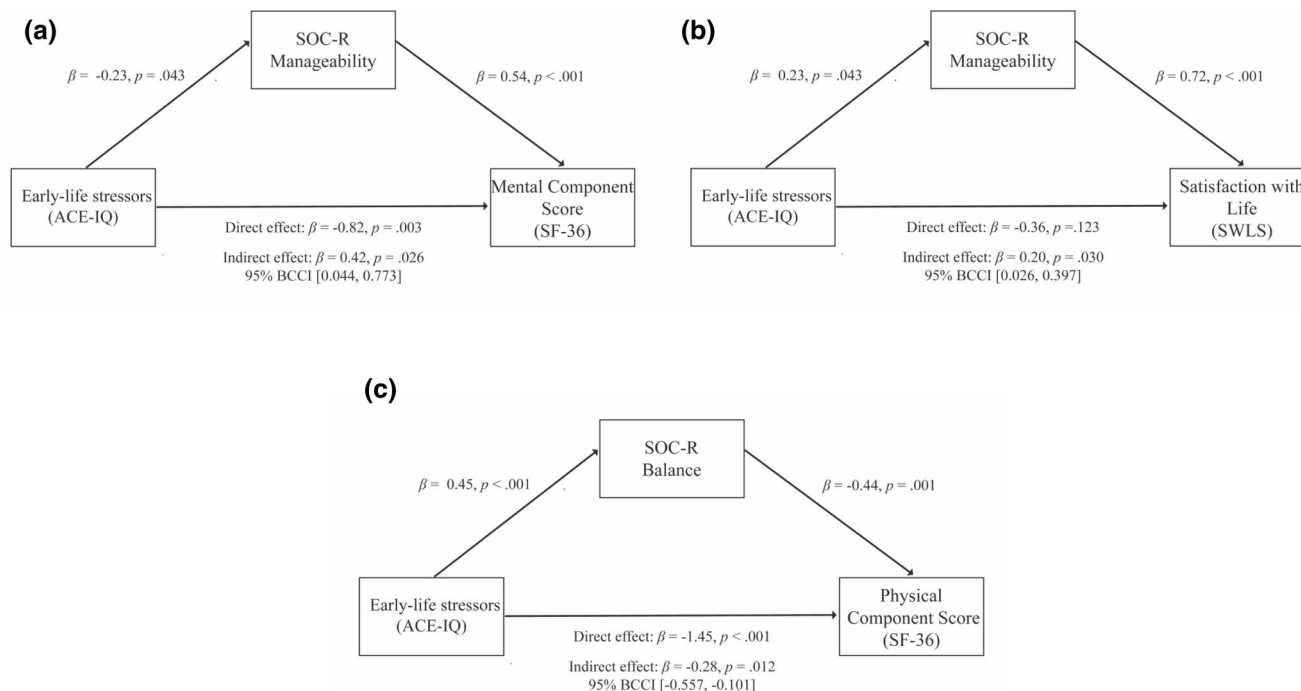 (a)
SOC-R
Manageability
β = -0.23, p = .043
β = 0.54, p < .001
Early-life stressors
(ACE-IQ)
Mental Component
Score
(SF-36)
Direct effect: β = -0.82, p = .003
Indirect effect: β = 0.42, p = .026
95% BCCI [0.044, 0.773]
(b)
SOC-R
Manageability
β = 0.23, p = .043
β = 0.72, p < .001
Early-life stressors
(ACE-IQ)
Satisfaction with
Life
(SWLS)
Direct effect: β = -0.36, p =.123
Indirect effect: β = 0.20, p = .030
95% BCCI [0.026, 0.397]
(c)
SOC-R
Balance
β = 0.45, p < .001
β = -0.44, p = .001
Early-life stressors
(ACE-IQ)
Physical
Component Score
(SF-36)
Direct effect: β = -1.45, p < .001
Indirect effect: β = -0.28, p = .012
95% BCCI [-0.557, -0.101]